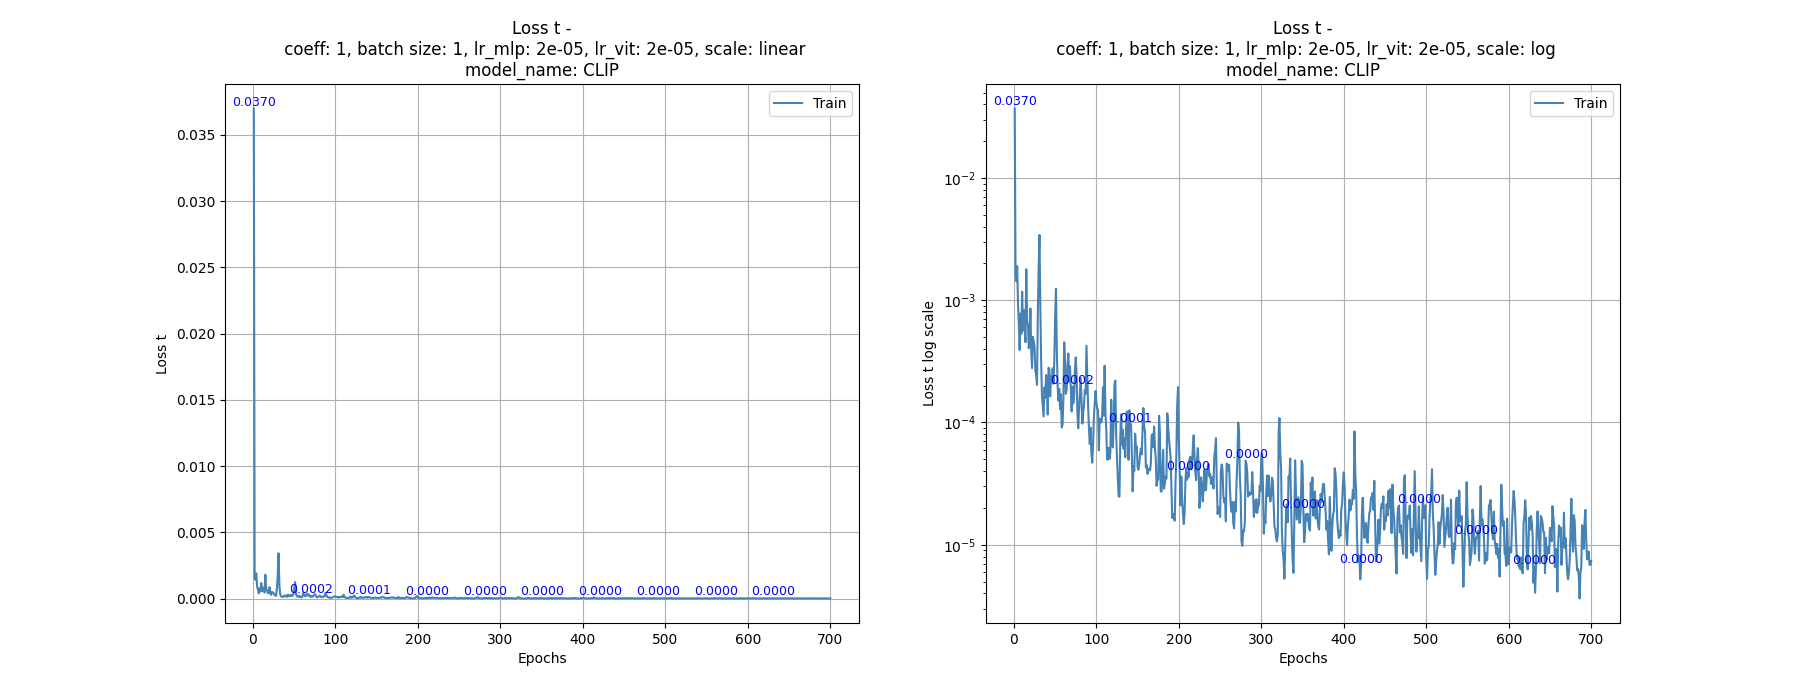 Loss t -
coeff: 1, batch size: 1, lr_mlp: 2e-05, lr_vit: 2e-05, scale: linear
model_name: CLIP
Train
0.0370
0.035
0.030
0.025
0.020
0.015
0.010
0.005
0.000
Loss t
0.0002
0.0001
0.0000
0.0000
0.0000
0.0000
0.0000
0.0000
0.0000
0 100 200 300 400 500 600 700
Epochs
Loss t -
coeff: 1, batch size: 1, lr_mlp: 2e-05, lr_vit: 2e-05, scale: log
model_name: CLIP
Train
0.0370
10⁻²
10⁻³
10⁻⁴
10⁻⁵
Loss t log scale
0.0002
0.0001
0.0000
0.0000
0.0000
0.0000
0.0000
0.0000
0.0000
0 100 200 300 400 500 600 700
Epochs